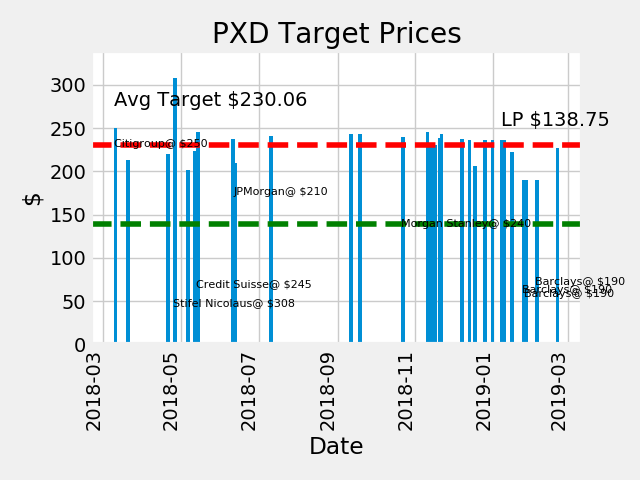 PXD Target Prices
Avg Target $230.06
LP $138.75
Citigroup@ $250
JPMorgan@ $210
Morgan Stanley@ $240
Credit Suisse@ $245
Stifel Nicolaus@ $308
Barclays@ $190
Barclays@ $190
Barclays@ $190
$
300
250
200
150
100
50
0
2018-03
2018-05
2018-07
2018-09
2018-11
2019-01
2019-03
Date